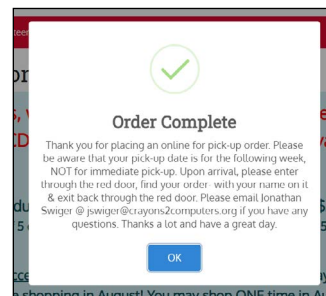 Order Complete
Thank you for placing an online for pick-up order. Please
be aware that your pick-up date is for the following week,
NOT for immediate pick-up. Upon arrival, please enter
through the red door, find your order- with your name on it
& exit back through the red door. Please email Jonathan
Swiger @ jswiger@crayons2computers.org if you have any
questions. Thanks a lot and have a great day.
OK
shopping in August! You may shop ONE time in Au